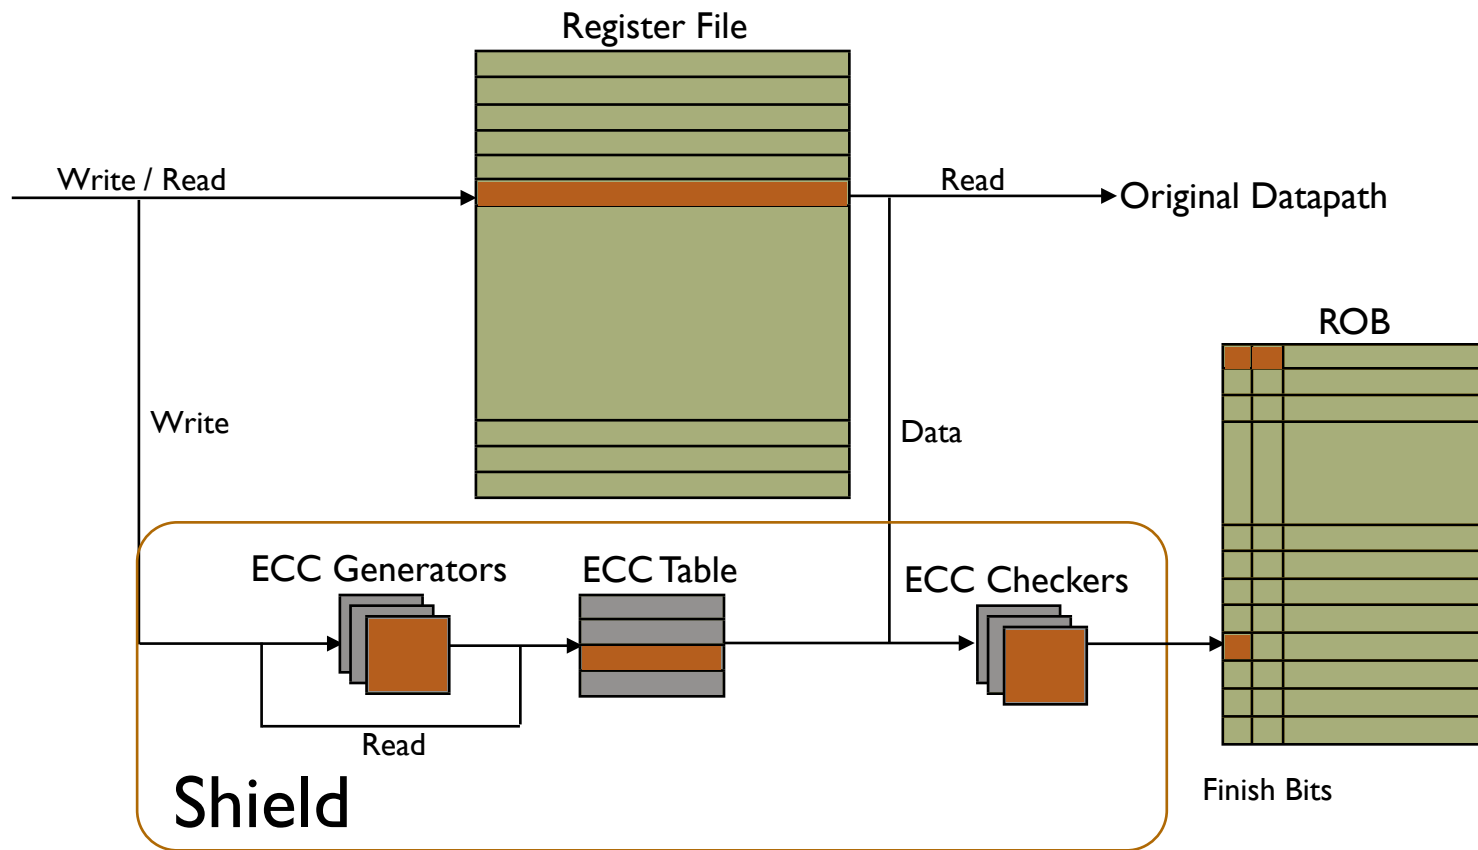 Register File
Write / Read
Read
Original Datapath
ROB
Write
Data
ECC Generators
ECC Table
ECC Checkers
Read
Shield
Finish Bits